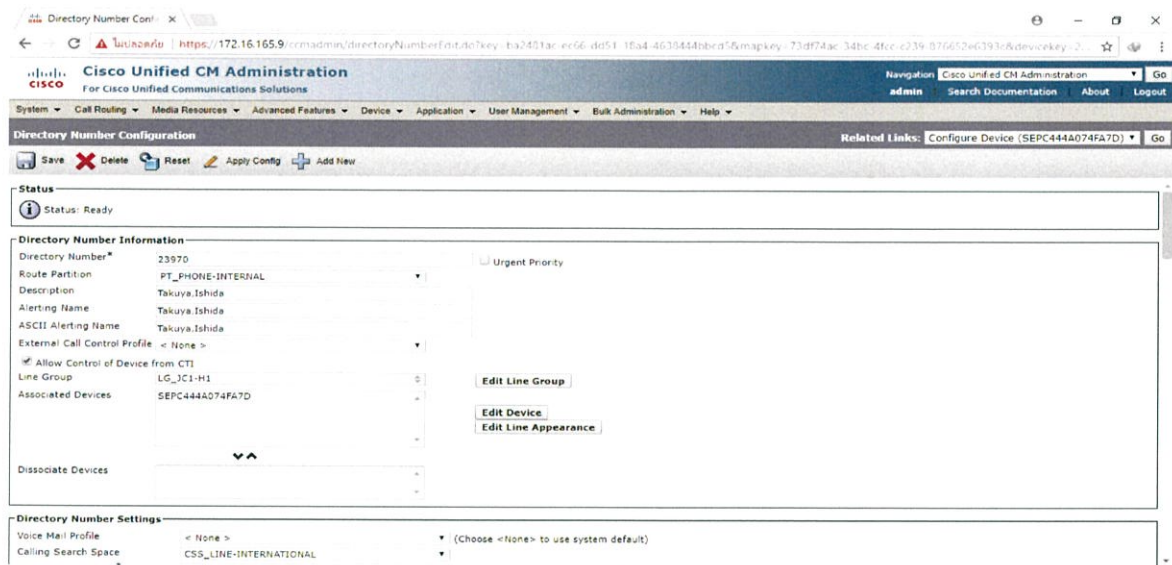 Directory Number Conf
ไม่ปลอดภัย | https://172.16.165.9/ccmadmin/directoryNumberEdit.do?key=
CISCO
Cisco Unified CM Administration
For Cisco Unified Communications Solutions
Navigation Cisco Unified CM Administration Go
admin Search Documentation About Logout
System Call Routing Media Resources Advanced Features Device Application User Management Bulk Administration Help
Directory Number Configuration
Related Links: Configure Device (SEPC444A074FA7D) Go
Save Delete Reset Apply Config Add New
Status
Status: Ready
Directory Number Information
Directory Number* 23970 Urgent Priority
Route Partition PT_PHONE-INTERNAL
Description Takuya.Ishida
Alerting Name Takuya.Ishida
ASCII Alerting Name Takuya.Ishida
External Call Control Profile < None >
Allow Control of Device from CTI
Line Group LG_JC1-H1 Edit Line Group
Associated Devices SEPC444A074FA7D
Edit Device
Edit Line Appearance
Dissociate Devices
Directory Number Settings
Voice Mail Profile < None > (Choose <None> to use system default)
Calling Search Space CSS_LINE-INTERNATIONAL